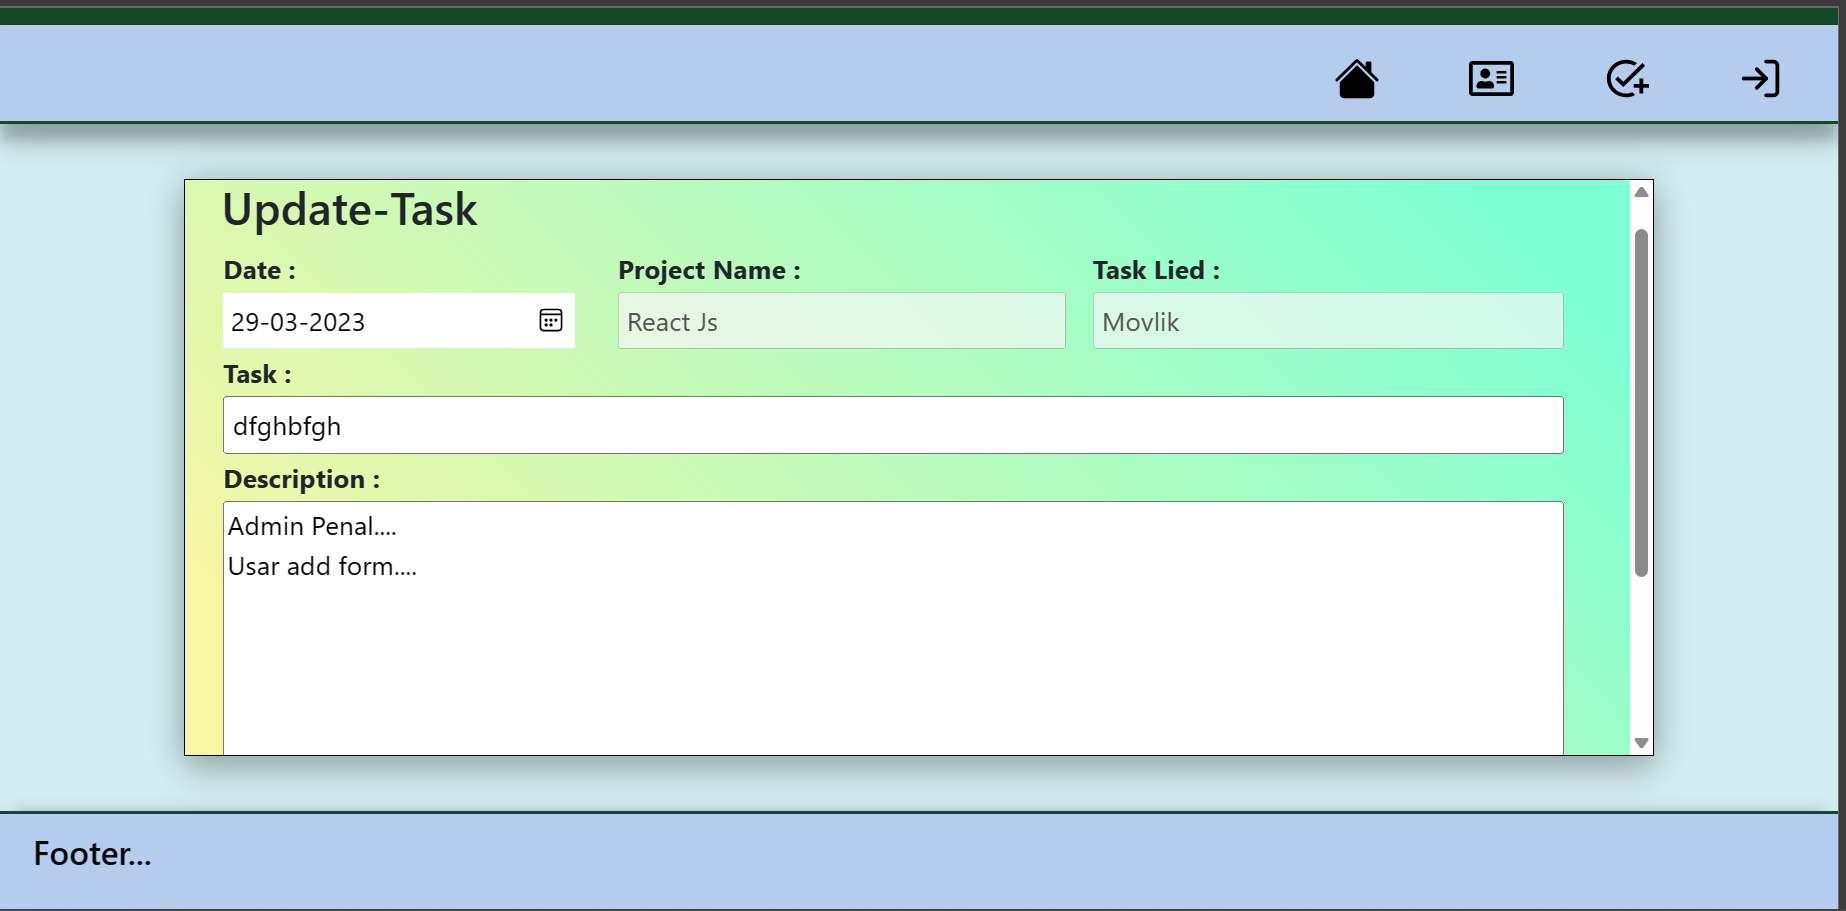 Update-Task
Date : Project Name : Task Lied :
29-03-2023 React Js Movlik
Task :
dfghbfgh
Description :
Admin Penal....
Usar add form....
Footer...